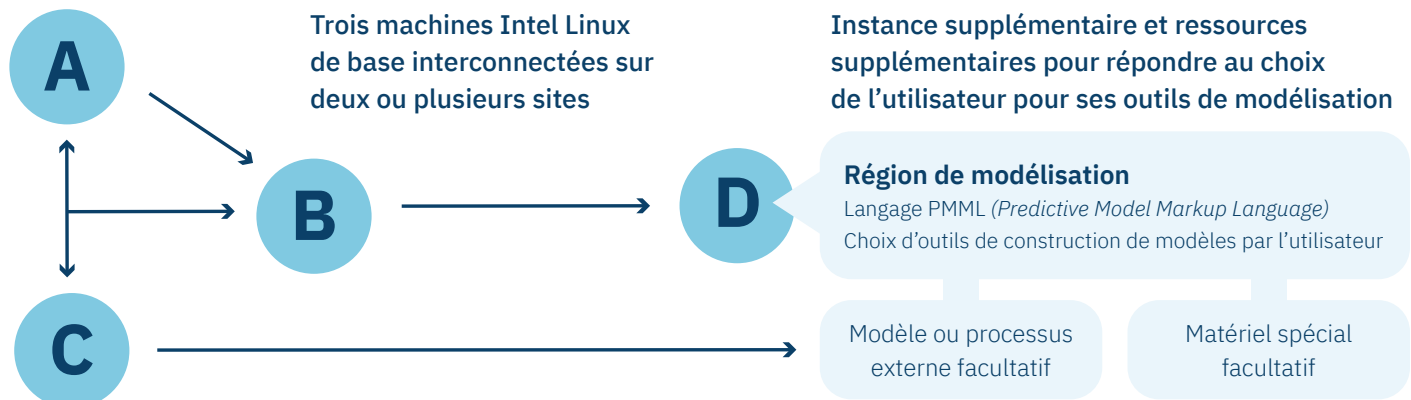 A
Trois machines Intel Linux
de base interconnectées sur
deux ou plusieurs sites
Instance supplémentaire et ressources
supplémentaires pour répondre au choix
de l’utilisateur pour ses outils de modélisation
B
D
Région de modélisation
Langage PMML (Predictive Model Markup Language)
Choix d’outils de construction de modèles par l’utilisateur
C
Modèle ou processus
externe facultatif
Matériel spécial
facultatif